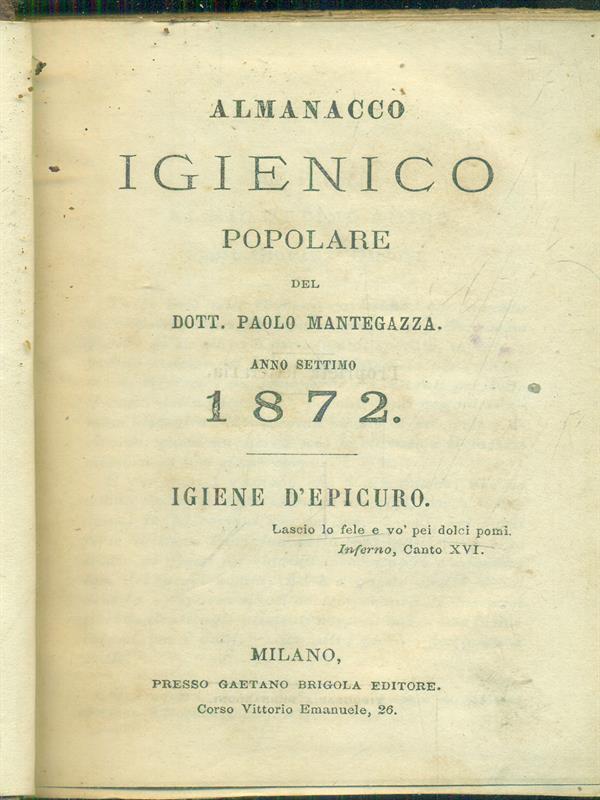 ALMANACCO
IGIENICO
POPOLARE
DEL
DOTT. PAOLO MANTEGAZZA.
ANNO SETTIMO
1872.
IGIENE D'EPICURO.
Lascio lo fele e vo' pei dolci pomi.
Inferno, Canto XVI.
MILANO,
PRESSO GAETANO BRIGOLA EDITORE.
Corso Vittorio Emanuele, 26.